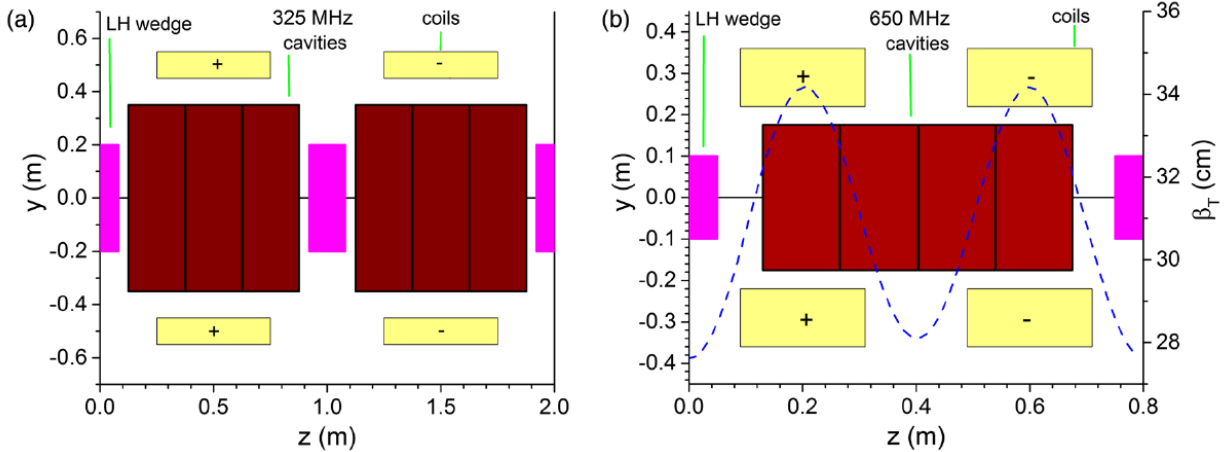 (a)
LH wedge
325 MHz
cavities
coils
+
-
+
-
0.6
0.4
0.2
0.0
-0.2
-0.4
-0.6
y (m)
0.0
0.5
1.0
1.5
2.0
z (m)
(b)
LH wedge
650 MHz
cavities
coils
+
-
+
-
0.4
0.3
0.2
0.1
0.0
-0.1
-0.2
-0.3
-0.4
y (m)
0.0
0.2
0.4
0.6
0.8
z (m)
36
34
32
30
28
β_T (cm)